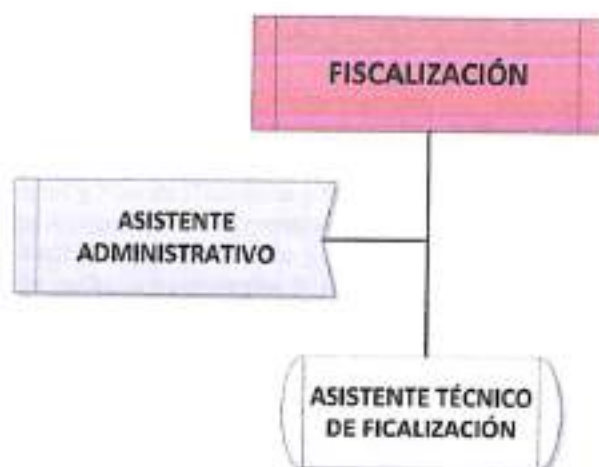 FISCALIZACIÓN
ASISTENTE
ADMINISTRATIVO
ASISTENTE TÉCNICO
DE FICALIZACIÓN